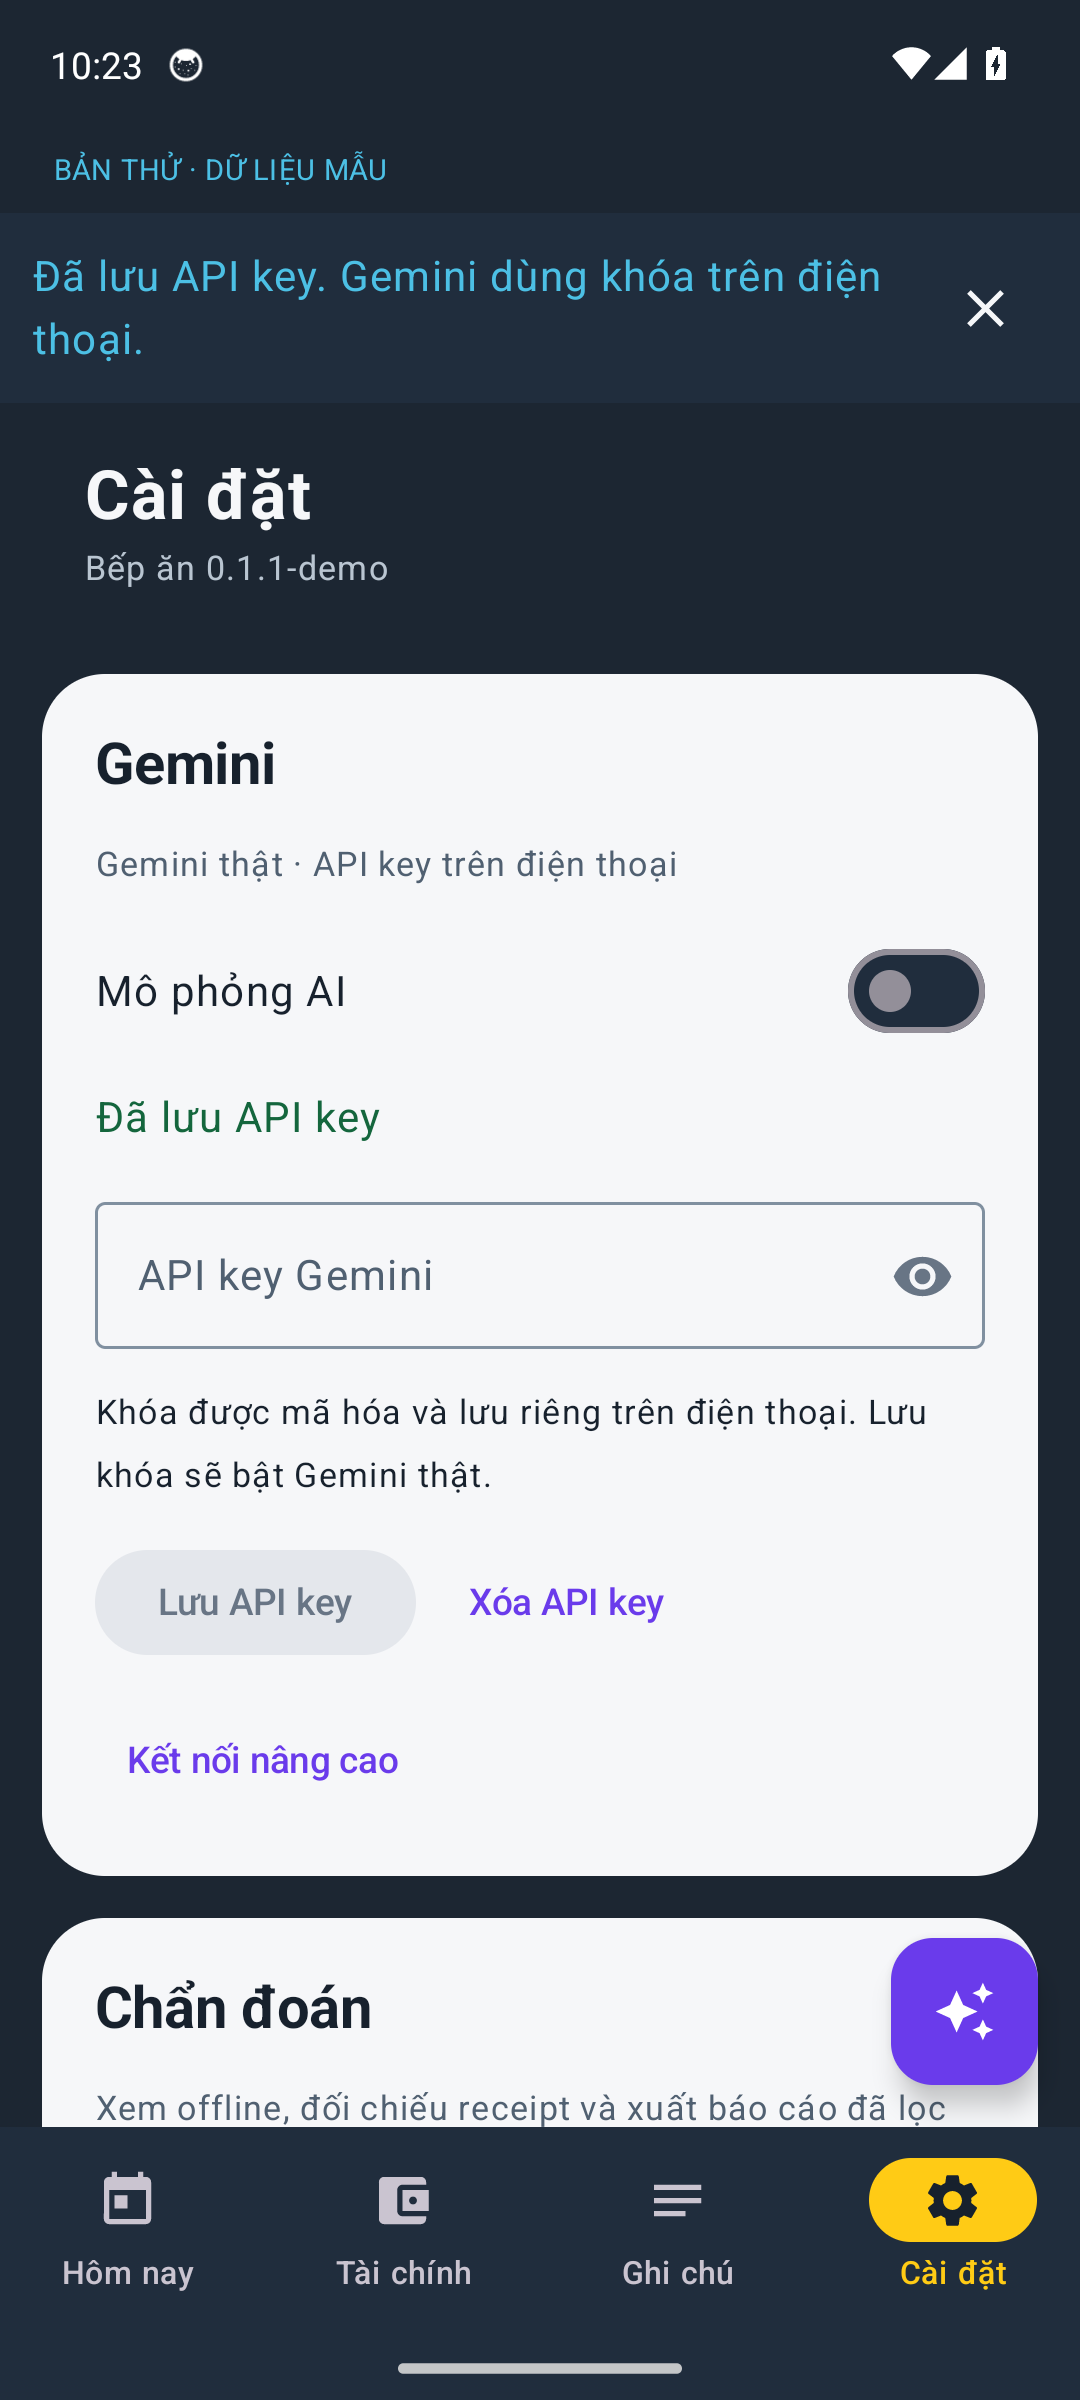 10:23
BẢN THỬ · DỮ LIỆU MẪU
Đã lưu API key. Gemini dùng khóa trên điện
thoại.
Cài đặt
Bếp ăn 0.1.1-demo
Gemini
Gemini thật · API key trên điện thoại
Mô phỏng AI
Đã lưu API key
API key Gemini
Khóa được mã hóa và lưu riêng trên điện thoại. Lưu
khóa sẽ bật Gemini thật.
Lưu API key
Xóa API key
Kết nối nâng cao
Chẩn đoán
Xem offline, đối chiếu receipt và xuất báo cáo đã lọc
Hôm nay
Tài chính
Ghi chú
Cài đặt